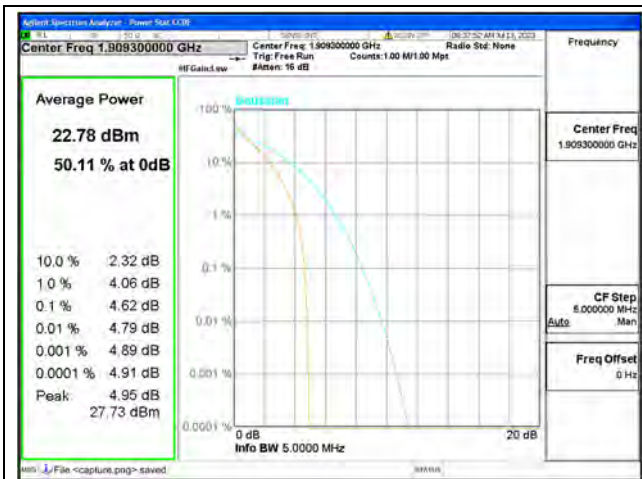 Agilent Spectrum Analyzer - Power Stat CCDF
Center Freq 1.909300000 GHz
Center Freq: 1.909300000 GHz
Radio Std: None
Trig: Free Run
Counts:1.00 M/1.00 Mpt
#IFGain:Low
#Atten: 16 dB
Frequency
Average Power
22.78 dBm
50.11 % at 0dB
10.0 % 2.32 dB
1.0 % 4.06 dB
0.1 % 4.62 dB
0.01 % 4.79 dB
0.001 % 4.89 dB
0.0001 % 4.91 dB
Peak 4.95 dB
27.73 dBm
Gaussian
100 %
10 %
1 %
0.1 %
0.01 %
0.001 %
0.0001 %
0 dB
20 dB
Info BW 5.0000 MHz
Center Freq
1.909300000 GHz
CF Step
5.000000 MHz
Auto Man
Freq Offset
0 Hz
MSG
File <capture.png> saved
STATUS